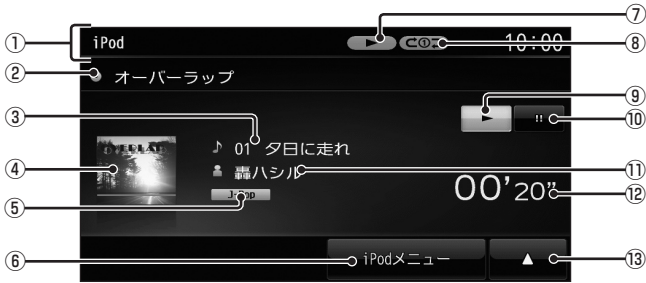 ⑦
① iPod 10:00 ⑧
② オーバーラップ
③ ⑨
01 夕日に走れ ⑩
④ OVERLAP 轟ハシル ⑪
⑤ J-Pop 00'20" ⑫
⑥ iPodメニュー ▲ ⑬